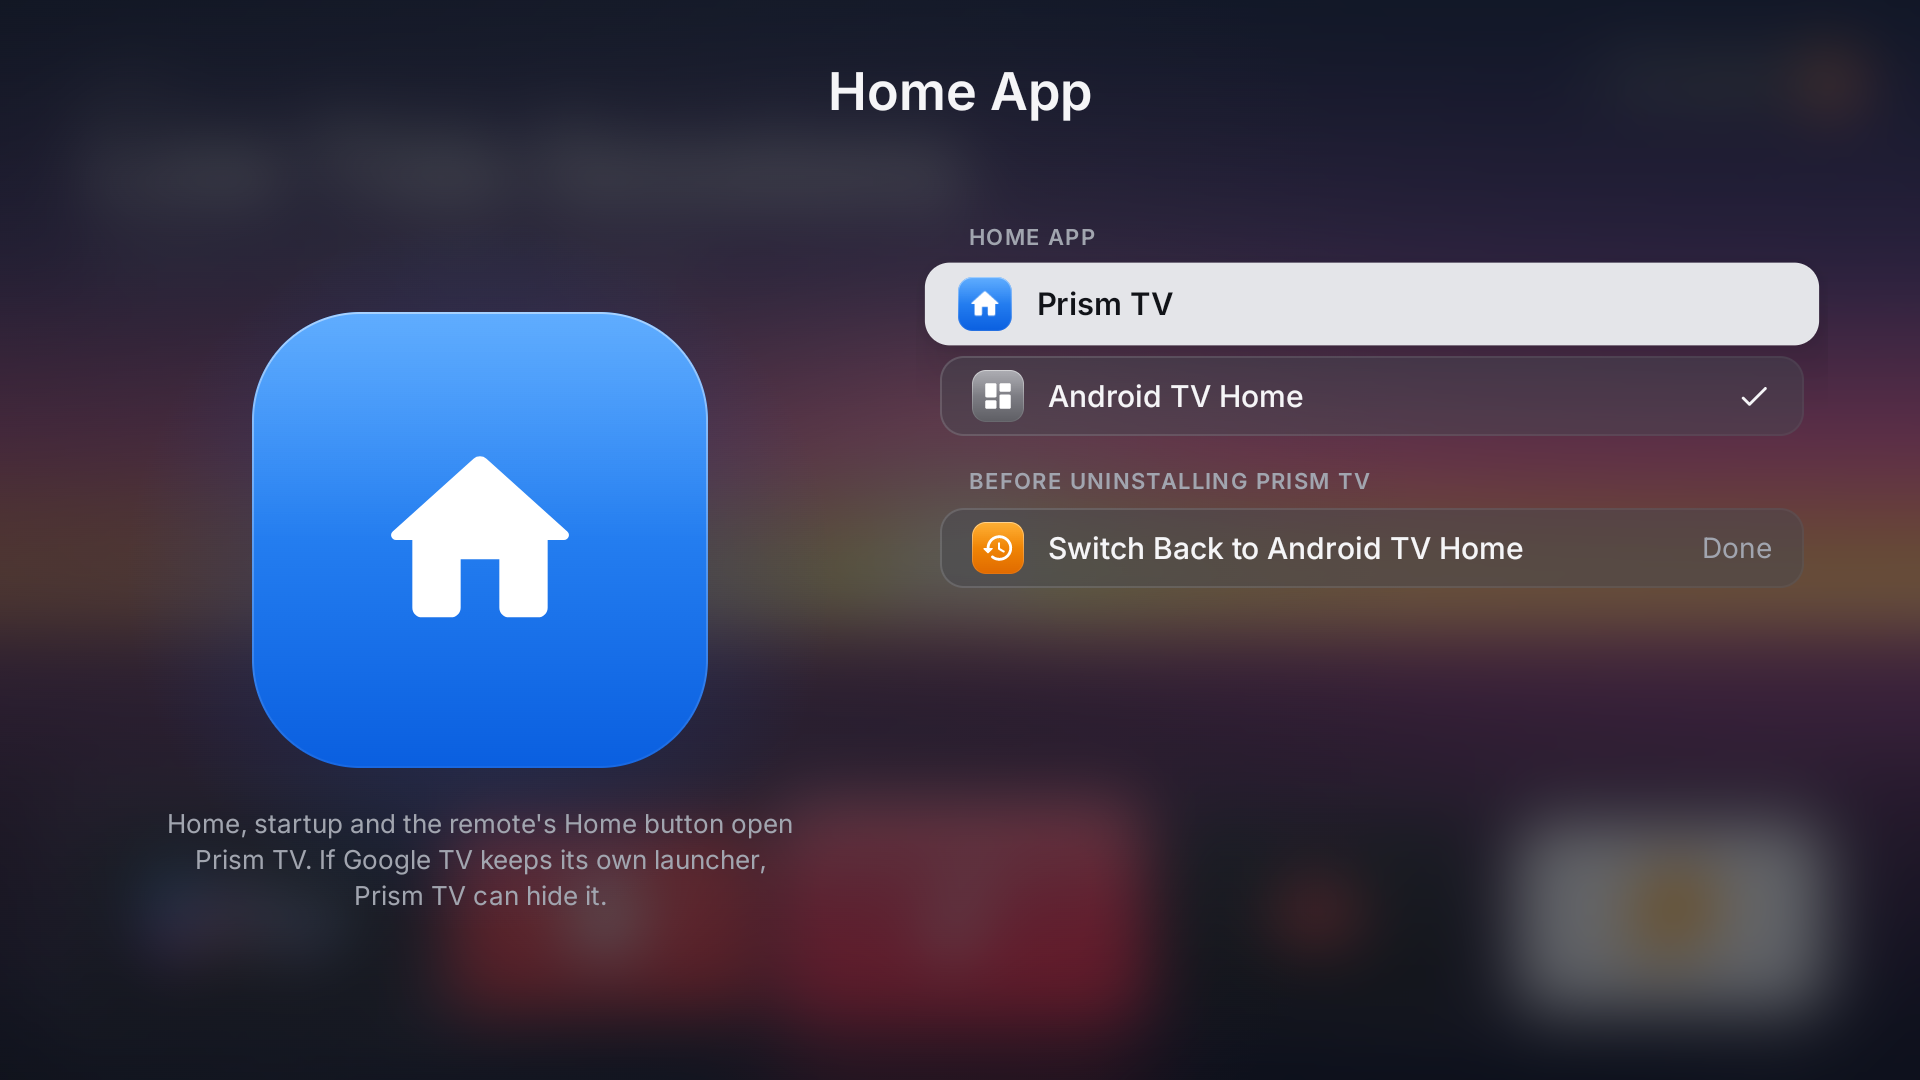 Home App
HOME APP
Prism TV
Android TV Home
BEFORE UNINSTALLING PRISM TV
Switch Back to Android TV Home
Done
Home, startup and the remote's Home button open
Prism TV. If Google TV keeps its own launcher,
Prism TV can hide it.